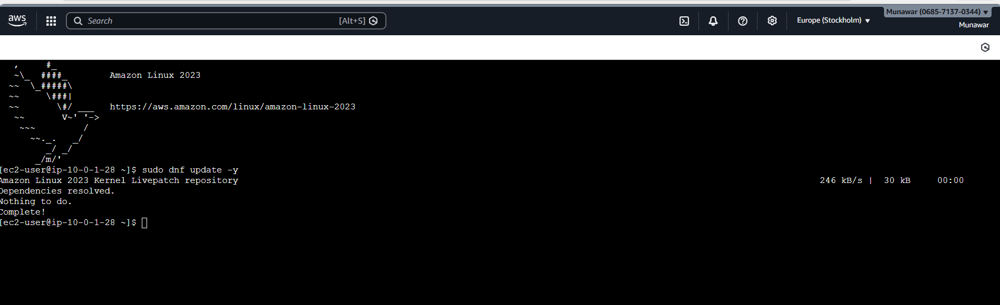 aws
Search [Alt+S]
Europe (Stockholm)
Munawar (0685-7137-0344)
Munawar
   ,     #_
   ~\_  ####_        Amazon Linux 2023
  ~~  \_#####\
  ~~     \###|
  ~~       \#/ ___   https://aws.amazon.com/linux/amazon-linux-2023
   ~~       V~' '->
    ~~~         /
      ~~._.   _/
         _/ _/
       _/m/'
[ec2-user@ip-10-0-1-28 ~]$ sudo dnf update -y
Amazon Linux 2023 Kernel Livepatch repository 246 kB/s | 30 kB 00:00
Dependencies resolved.
Nothing to do.
Complete!
[ec2-user@ip-10-0-1-28 ~]$